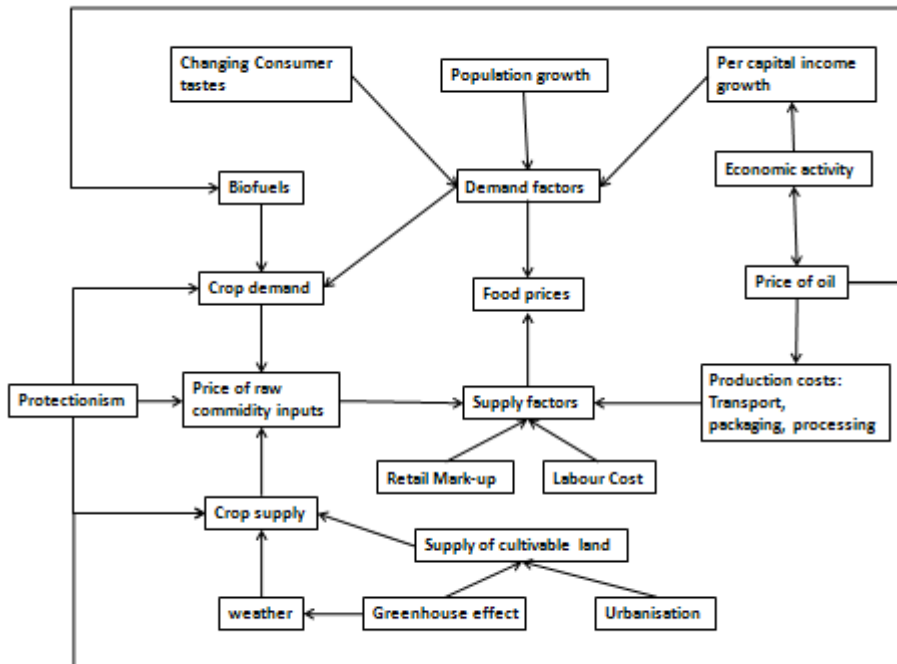 Changing Consumer
tastes
Population growth
Per capital income
growth
Economic activity
Biofuels
Demand factors
Crop demand
Food prices
Price of oil
Protectionism
Price of raw
commidity inputs
Supply factors
Production costs:
Transport,
packaging, processing
Retail Mark-up
Labour Cost
Crop supply
Supply of cultivable land
weather
Greenhouse effect
Urbanisation